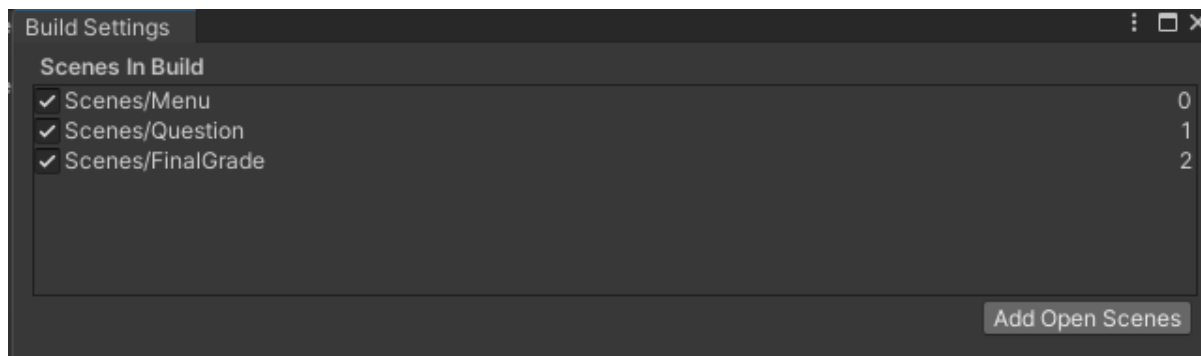 Build Settings
Scenes In Build
Scenes/Menu 0
Scenes/Question 1
Scenes/FinalGrade 2
Add Open Scenes